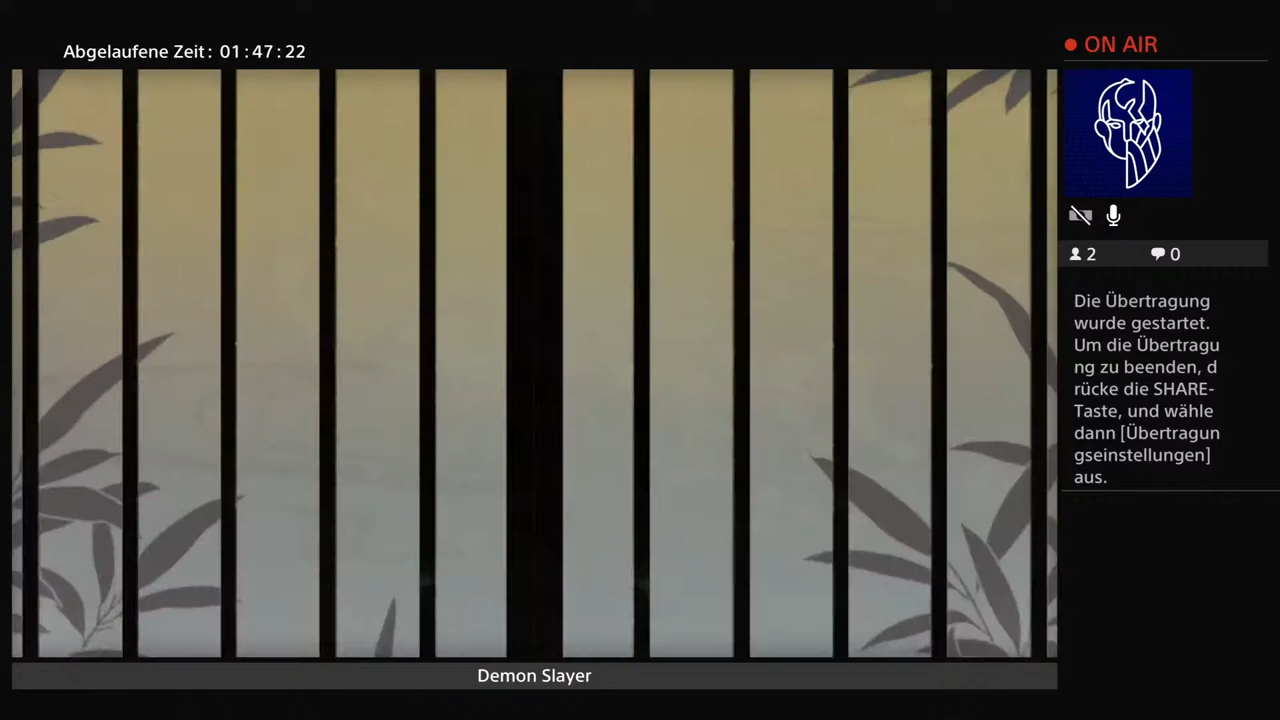 Abgelaufene Zeit: 01:47:22
ON AIR
2
0
Die Übertragung
wurde gestartet.
Um die Übertragu
ng zu beenden, d
rücke die SHARE-
Taste, und wähle
dann [Übertragun
gseinstellungen]
aus.
Demon Slayer